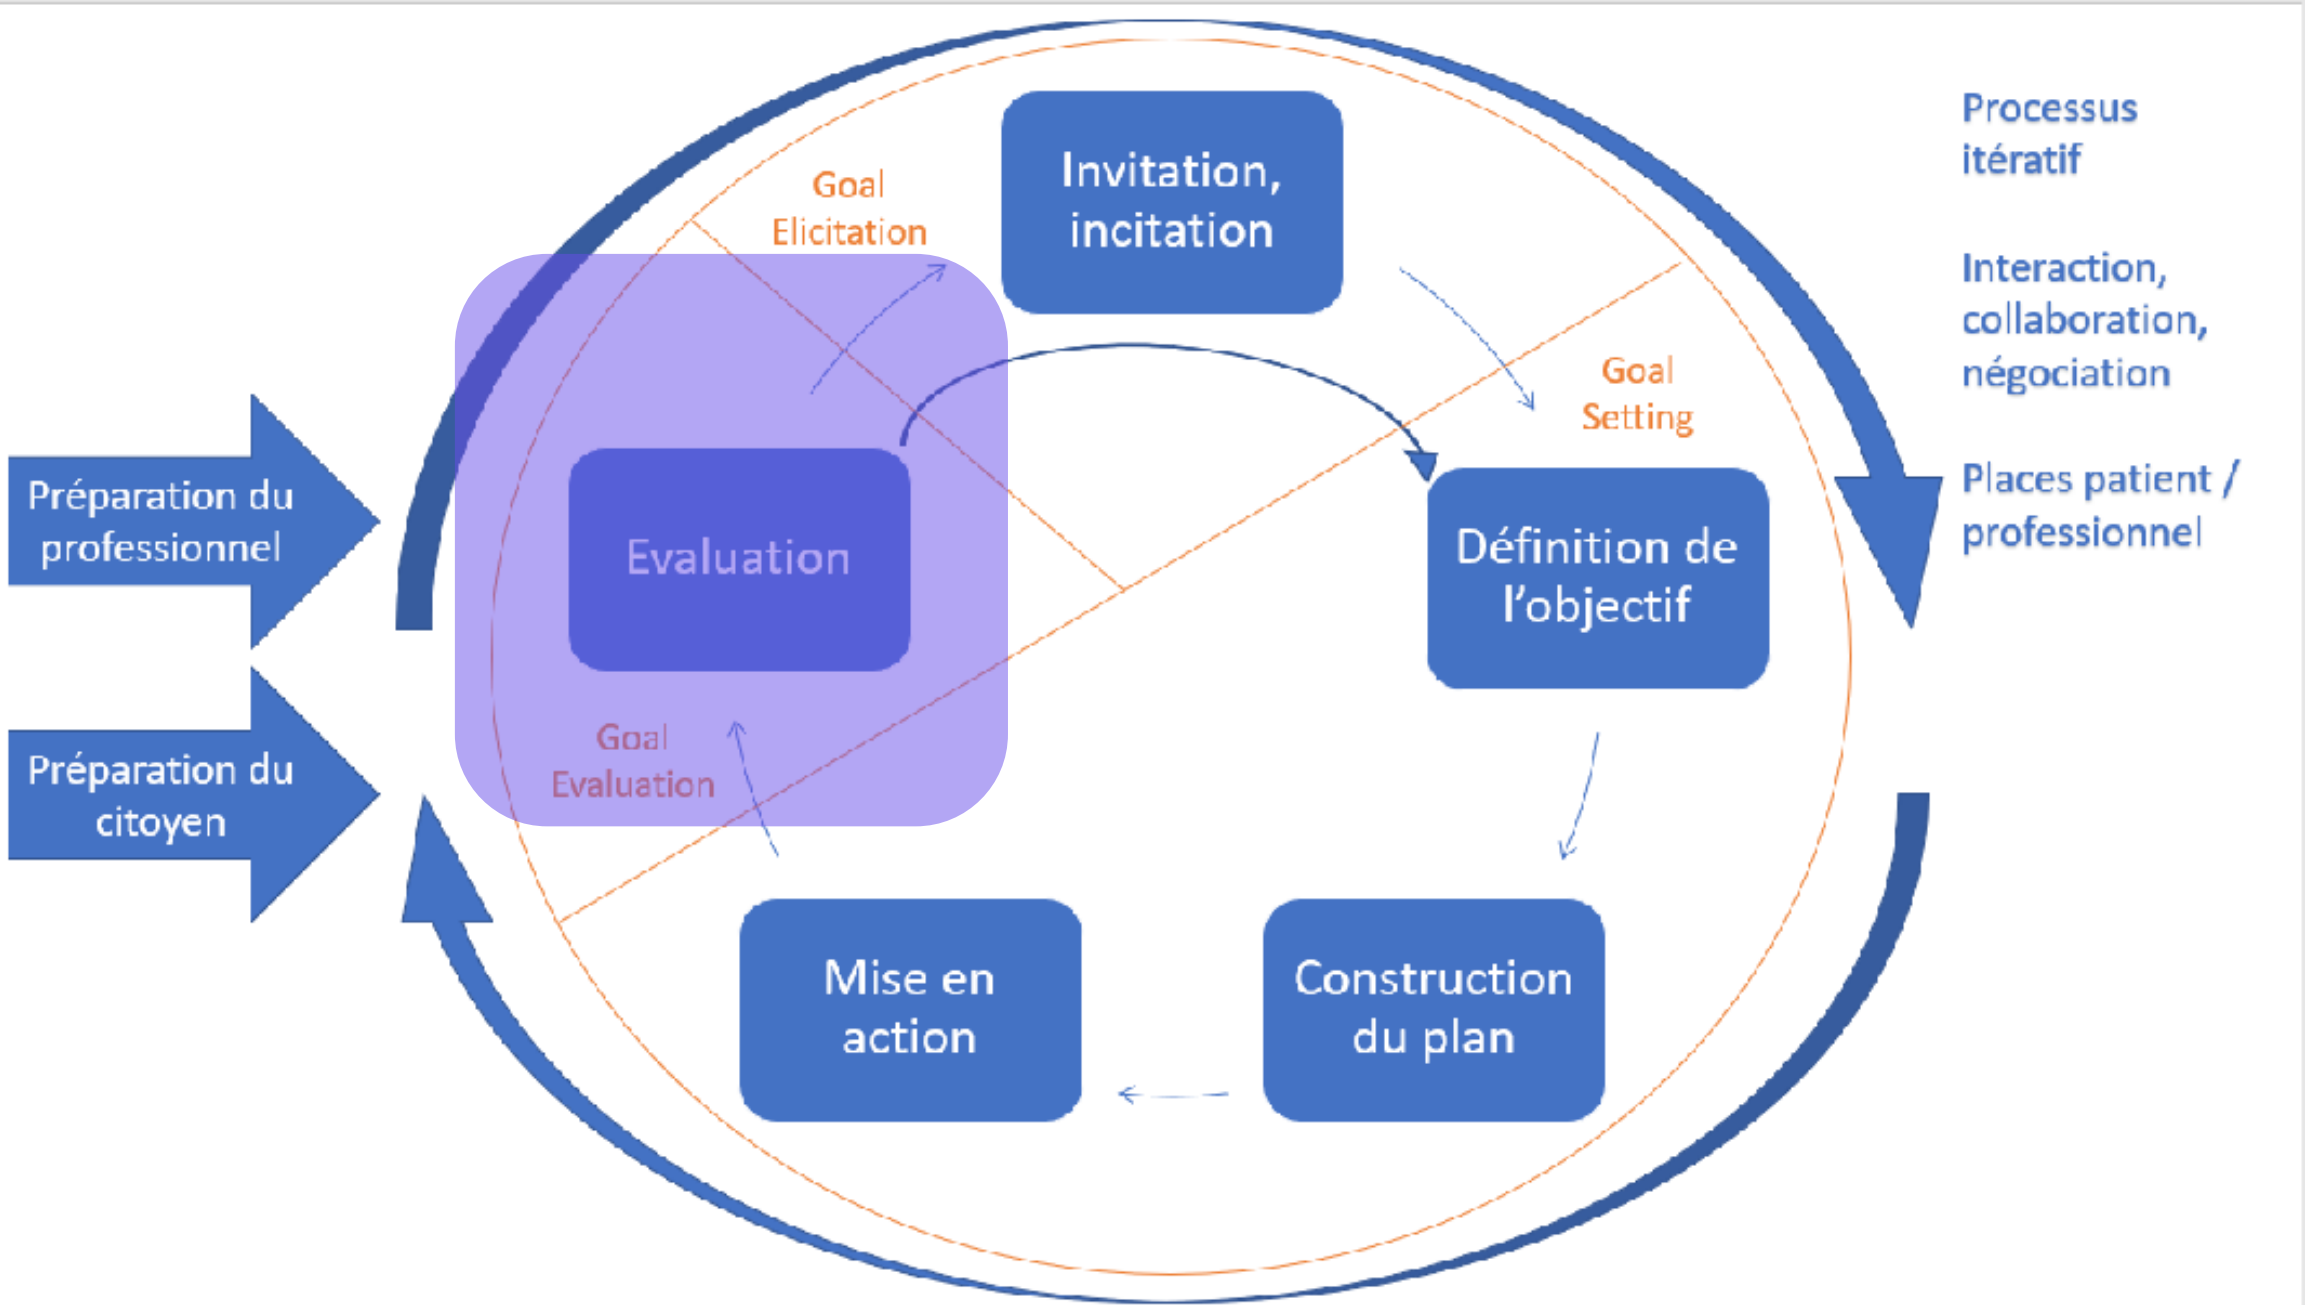 Invitation,
incitation
Goal
Elicitation
Goal
Setting
Définition de
l'objectif
Construction
du plan
Mise en
action
Goal
Evaluation
Evaluation
Préparation du
professionnel
Préparation du
citoyen
Processus
itératif
Interaction,
collaboration,
négociation
Places patient /
professionnel